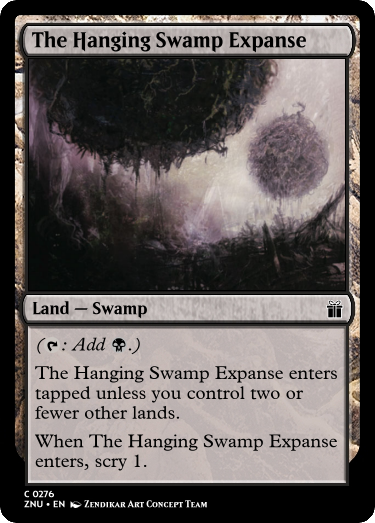 The Hanging Swamp Expanse
Land — Swamp
(: Add .)
The Hanging Swamp Expanse enters
tapped unless you control two or
fewer other lands.
When The Hanging Swamp Expanse
enters, scry 1.
C 0276
ZNU • EN Zendikar Art Concept Team